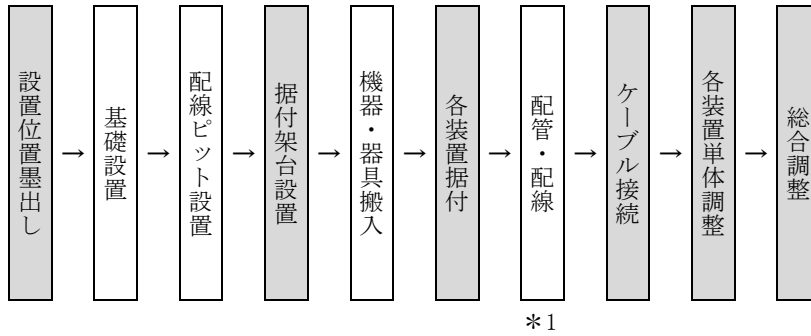 設置位置墨出し
→
基礎設置
→
配線ピット設置
→
据付架台設置
→
機器・器具搬入
→
各装置据付
→
配管・配線
→
ケーブル接続
→
各装置単体調整
→
総合調整
＊1